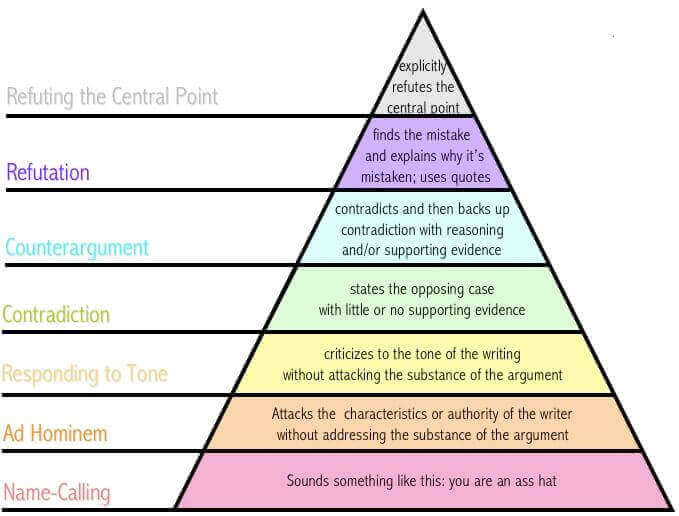 explicitly
refutes the
central point
Refuting the Central Point
finds the mistake
and explains why it's
mistaken; uses quotes
Refutation
contradicts and then backs up
contradiction with reasoning
and/or supporting evidence
Counterargument
states the opposing case
with little or no supporting evidence
Contradiction
criticizes to the tone of the writing
without attacking the substance of the argument
Responding to Tone
Attacks the characteristics or authority of the writer
without addressing the substance of the argument
Ad Hominem
Sounds something like this: you are an ass hat
Name-Calling